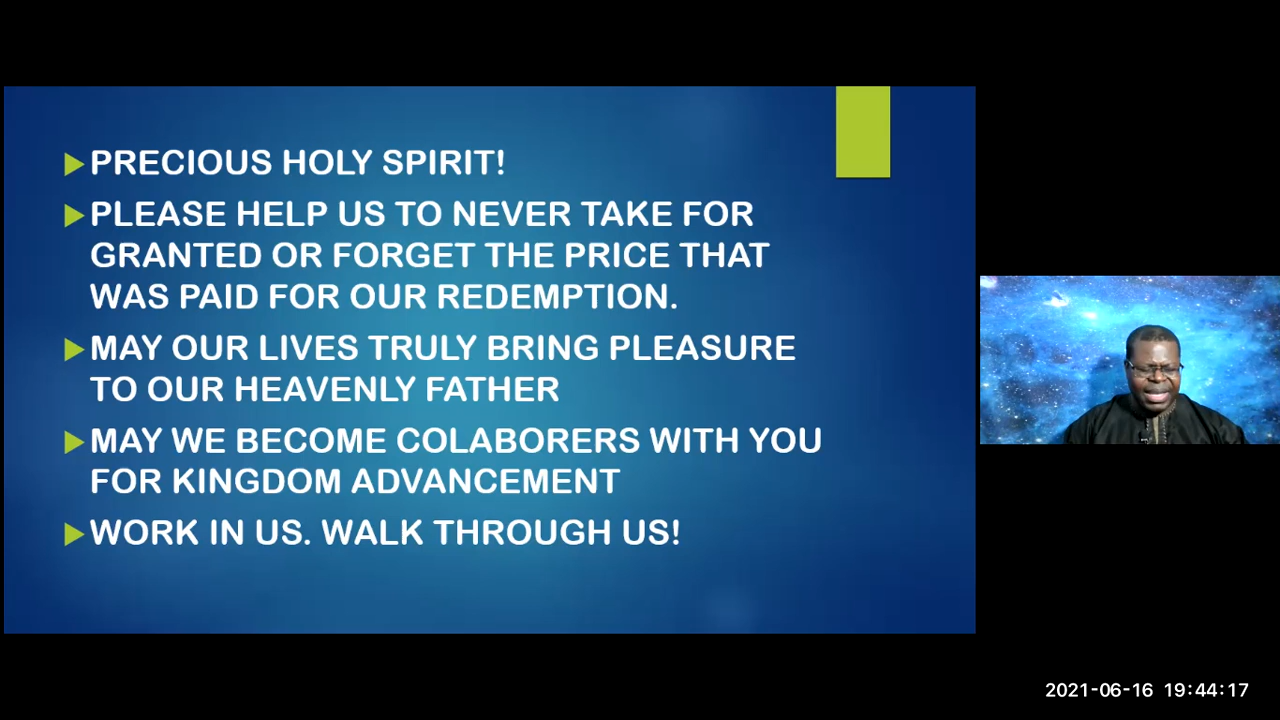 PRECIOUS HOLY SPIRIT!
PLEASE HELP US TO NEVER TAKE FOR
GRANTED OR FORGET THE PRICE THAT
WAS PAID FOR OUR REDEMPTION.
MAY OUR LIVES TRULY BRING PLEASURE
TO OUR HEAVENLY FATHER
MAY WE BECOME COLABORERS WITH YOU
FOR KINGDOM ADVANCEMENT
WORK IN US. WALK THROUGH US!
2021-06-16 19:44:17